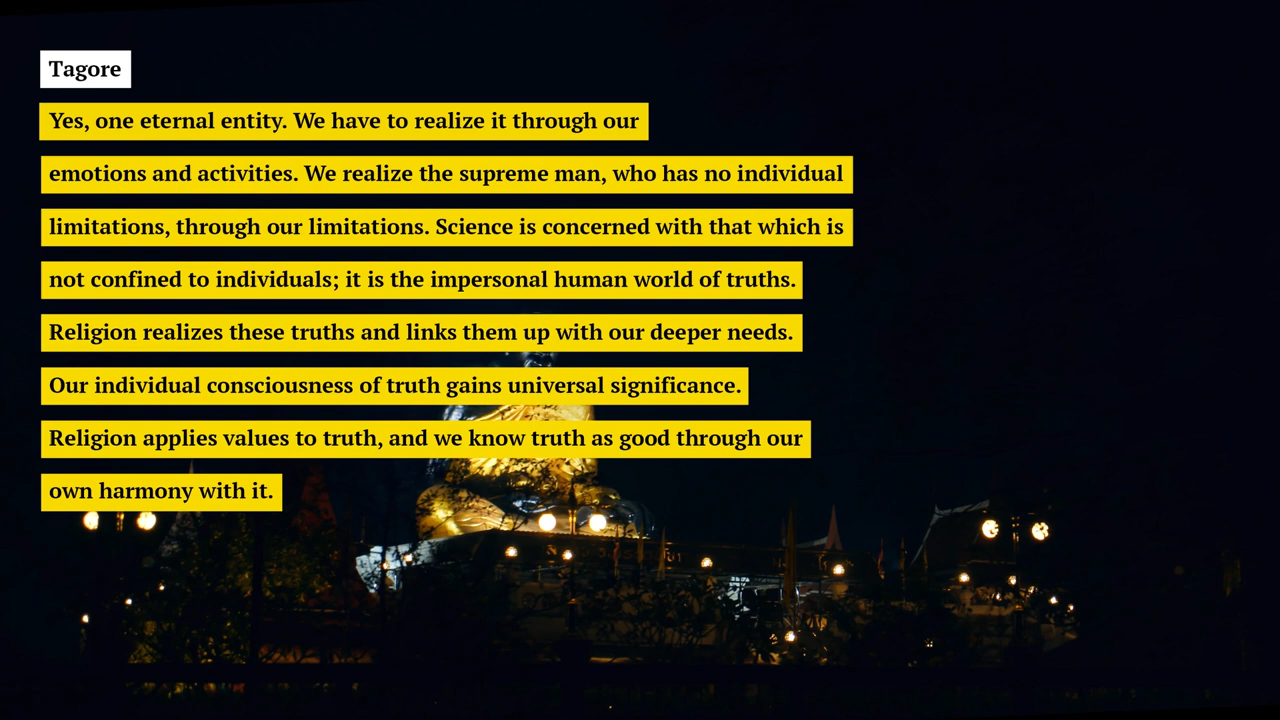 Tagore
Yes, one eternal entity. We have to realize it through our
emotions and activities. We realize the supreme man, who has no individual
limitations, through our limitations. Science is concerned with that which is
not confined to individuals; it is the impersonal human world of truths.
Religion realizes these truths and links them up with our deeper needs.
Our individual consciousness of truth gains universal significance.
Religion applies values to truth, and we know truth as good through our
own harmony with it.